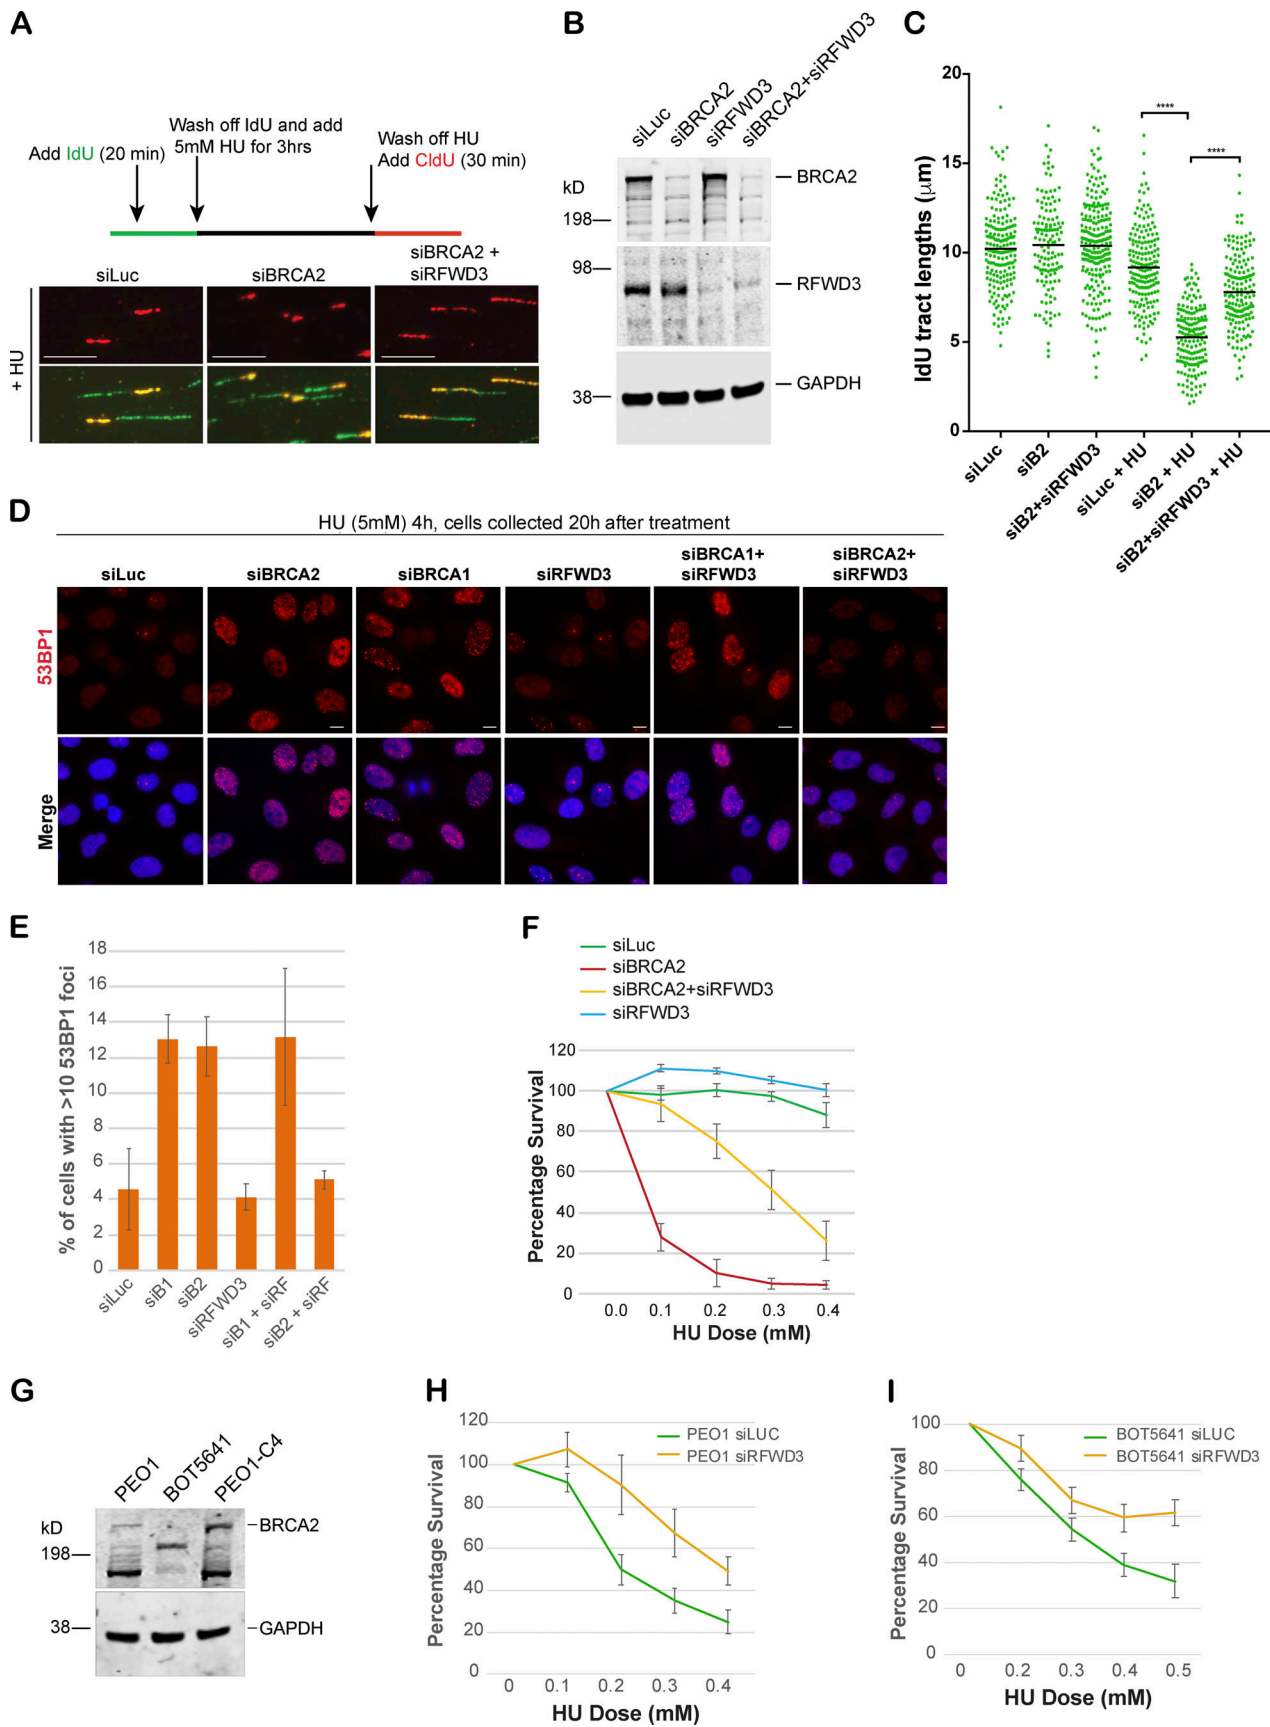 A
Add IdU (20 min)
Wash off IdU and add
5mM HU for 3hrs
Wash off HU
Add CldU (30 min)
siLuc
siBRCA2
siBRCA2 +
siRFWD3
+ HU
B
siLuc
siBRCA2
siRFWD3
siBRCA2+siRFWD3
kD
198
98
38
BRCA2
RFWD3
GAPDH
C
IdU tract lengths (μm)
20
15
10
5
0
****
****
siLuc
siB2
siB2+siRFWD3
siLuc + HU
siB2 + HU
siB2+siRFWD3 + HU
D
HU (5mM) 4h, cells collected 20h after treatment
siLuc
siBRCA2
siBRCA1
siRFWD3
siBRCA1+
siRFWD3
siBRCA2+
siRFWD3
53BP1
Merge
E
% of cells with >10 53BP1 foci
18
16
14
12
10
8
6
4
2
0
siLuc
siB1
siB2
siRFWD3
siB1 + siRF
siB2 + siRF
F
siLuc
siBRCA2
siBRCA2+siRFWD3
siRFWD3
Percentage Survival
120
100
80
60
40
20
0
0.0 0.1 0.2 0.3 0.4
HU Dose (mM)
G
PEO1
BOT5641
PEO1-C4
kD
198
38
BRCA2
GAPDH
H
PEO1 siLUC
PEO1 siRFWD3
Percentage Survival
120
100
80
60
40
20
0
0 0.1 0.2 0.3 0.4
HU Dose (mM)
I
BOT5641 siLUC
BOT5641 siRFWD3
Percentage Survival
100
80
60
40
20
0
0 0.2 0.3 0.4 0.5
HU Dose (mM)